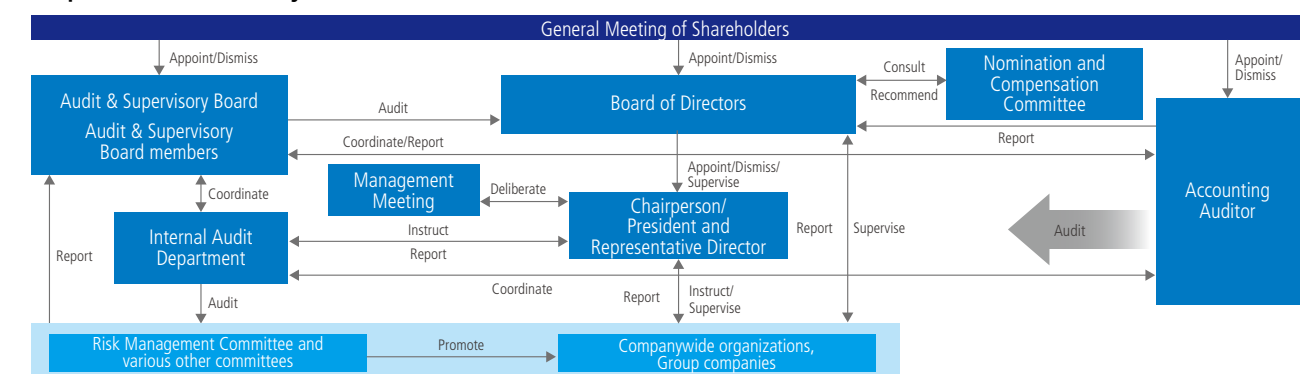 General Meeting of Shareholders
Appoint/Dismiss
Appoint/Dismiss
Appoint/
Dismiss
Audit & Supervisory Board
Audit & Supervisory
Board members
Audit
Board of Directors
Consult
Recommend
Nomination and
Compensation
Committee
Report
Coordinate/Report
Appoint/Dismiss/
Supervise
Coordinate
Management
Meeting
Deliberate
Chairperson/
President and
Representative Director
Accounting
Auditor
Internal Audit
Department
Instruct
Report
Report
Supervise
Audit
Report
Coordinate
Report
Instruct/
Supervise
Audit
Risk Management Committee and
various other committees
Promote
Companywide organizations,
Group companies